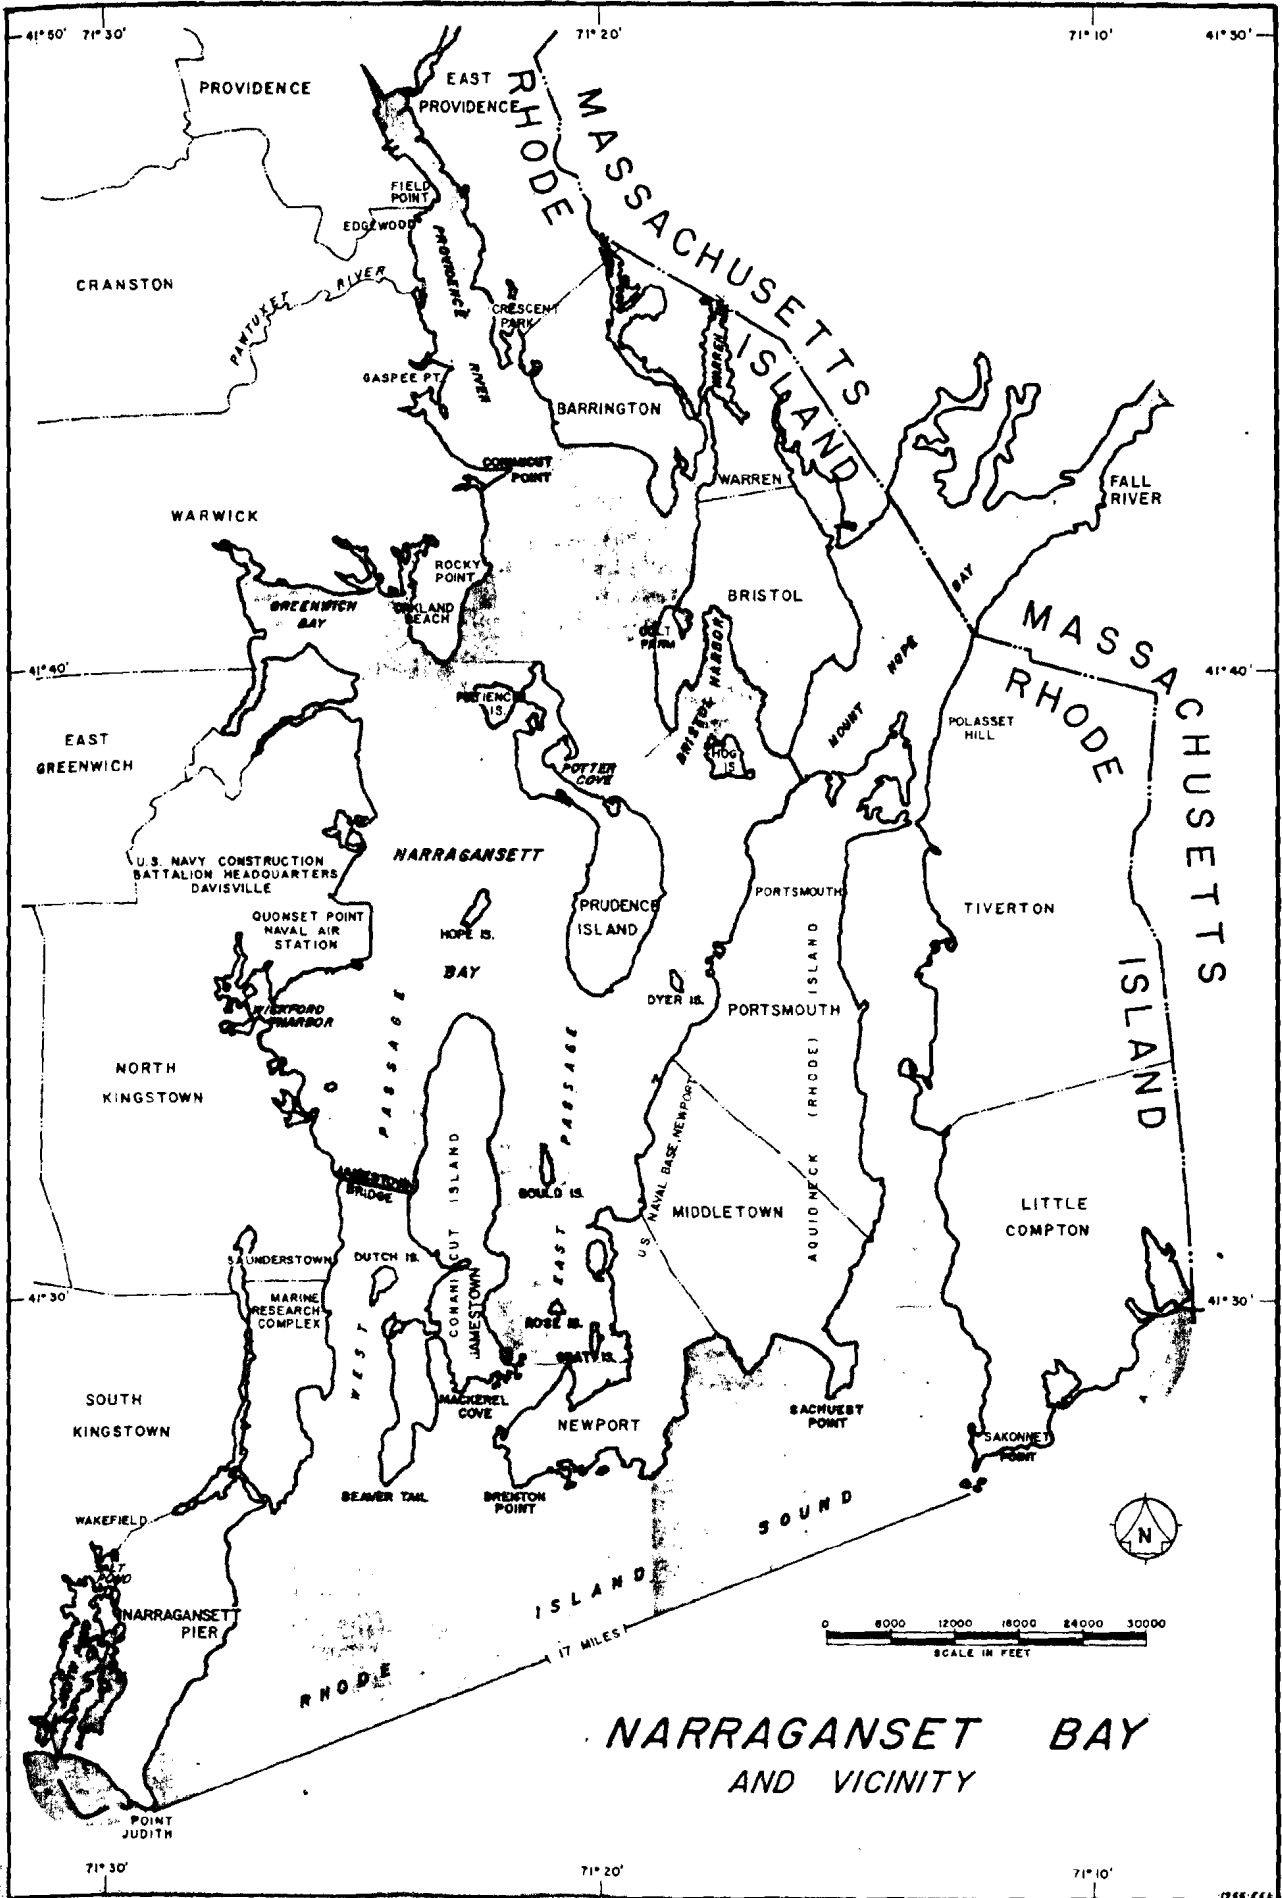 41°50' 71°30'
71°20'
71°10'
41°50'
PROVIDENCE
EAST
PROVIDENCE
RHODE
MASSACHUSETTS
ISLAND
FIELD
POINT
EDGEWOOD
PROVIDENCE
RIVER
CRANSTON
PAWTUXET RIVER
CRESCENT
PARK
GASPEE PT.
BARRINGTON
WARREN
CONIMICUT
POINT
WARREN
FALL
RIVER
WARWICK
ROCKY
POINT
GREENWICH
BAY
OAKLAND
BEACH
BRISTOL
COLT
FARM
MOUNT HOPE BAY
MASSACHUSETTS
RHODE
ISLAND
41°40'
41°40'
PATIENCE
IS.
BRISTOL HARBOR
HOG
IS
POLASSET
HILL
EAST
GREENWICH
POTTER
COVE
U.S. NAVY CONSTRUCTION
BATTALION HEADQUARTERS
DAVISVILLE
NARRAGANSETT
BAY
QUONSET POINT
NAVAL AIR
STATION
HOPE IS.
PRUDENCE
ISLAND
PORTSMOUTH
TIVERTON
DYER IS.
PORTSMOUTH
WICKFORD
HARBOR
NORTH
KINGSTOWN
WEST PASSAGE
EAST PASSAGE
AQUIDNECK (RHODE) ISLAND
U.S. NAVAL BASE, NEWPORT
CONANICUT ISLAND
JAMESTOWN
BRIDGE
GOULD IS.
MIDDLETOWN
LITTLE
COMPTON
SAUNDERSTOWN
DUTCH IS.
41°30'
41°30'
MARINE
RESEARCH
COMPLEX
JAMESTOWN
ROSE IS.
GOAT IS.
SOUTH
KINGSTOWN
MACKEREL
COVE
NEWPORT
SACHUEST
POINT
SAKONNET
POINT
BEAVER TAIL
BRENTON
POINT
WAKEFIELD
SALT
POND
NARRAGANSETT
PIER
RHODE ISLAND SOUND
17 MILES
N
0 6000 12000 18000 24000 30000
SCALE IN FEET
NARRAGANSET BAY
AND VICINITY
POINT
JUDITH
71°30'
71°20'
71°10'